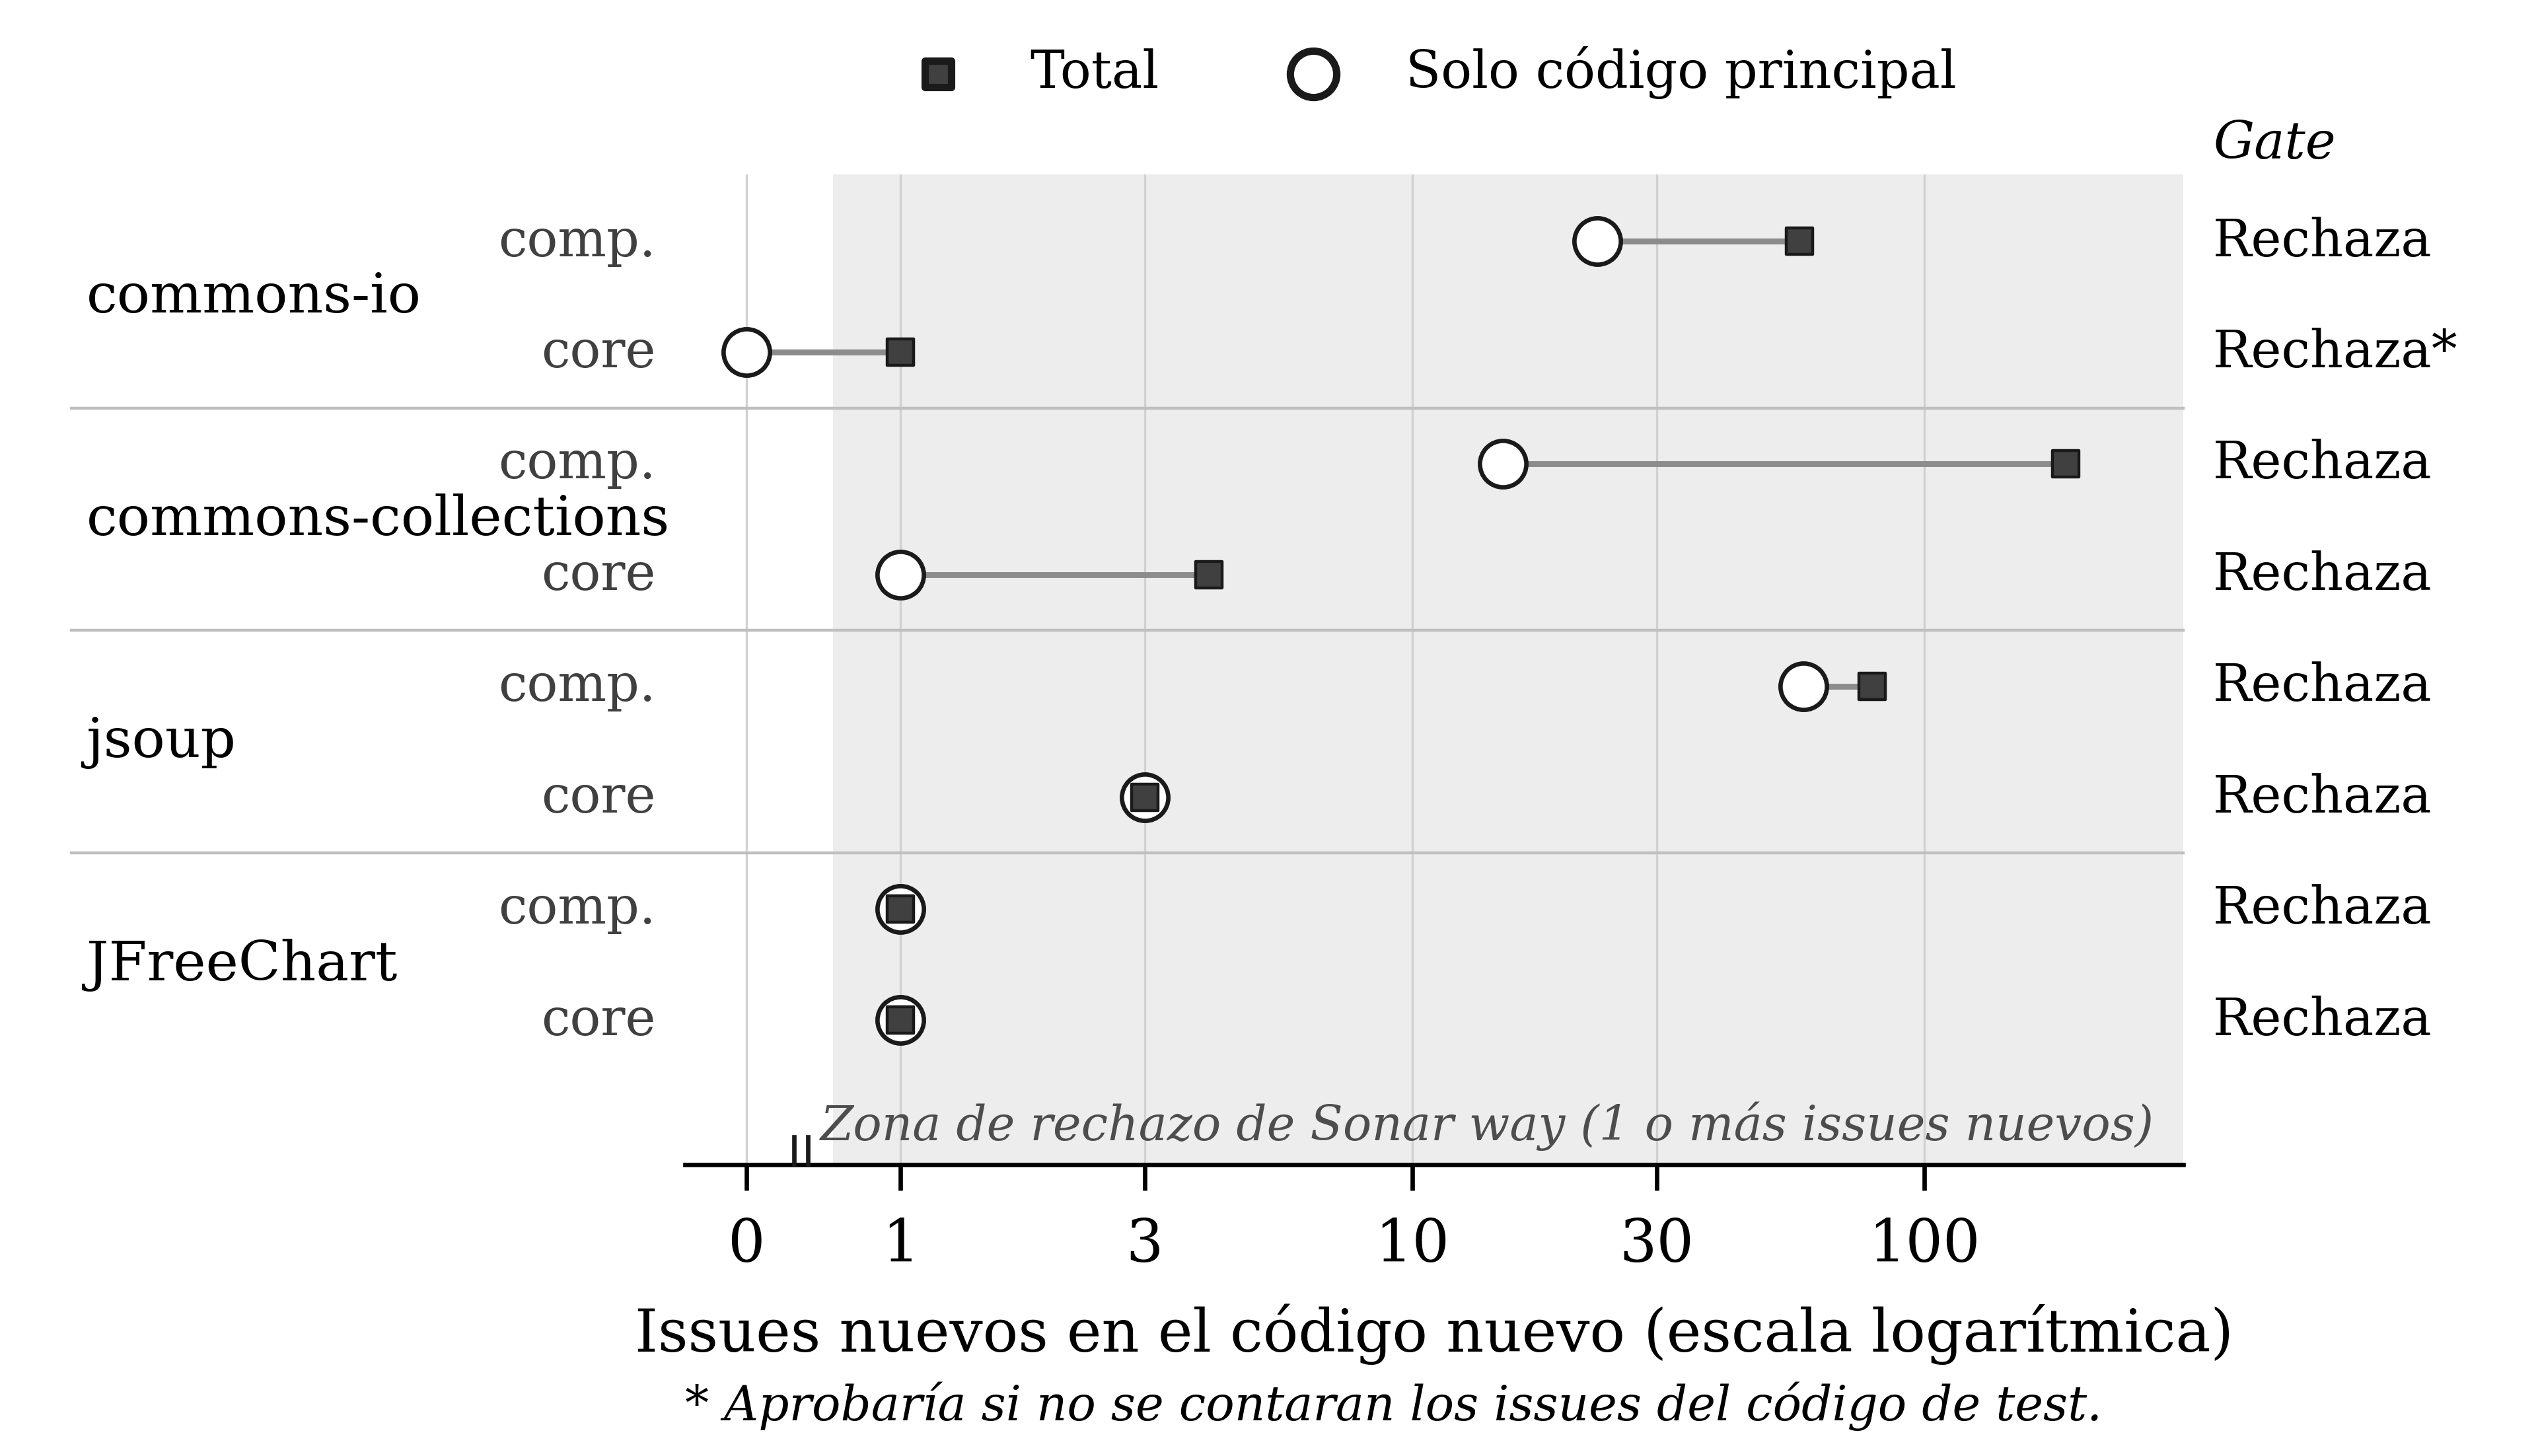 Total Solo código principal
Gate
comp. Rechaza
commons-io
core Rechaza*
comp. Rechaza
commons-collections
core Rechaza
comp. Rechaza
jsoup
core Rechaza
comp. Rechaza
JFreeChart
core Rechaza
Zona de rechazo de Sonar way (1 o más issues nuevos)
0 1 3 10 30 100
Issues nuevos en el código nuevo (escala logarítmica)
* Aprobaría si no se contaran los issues del código de test.